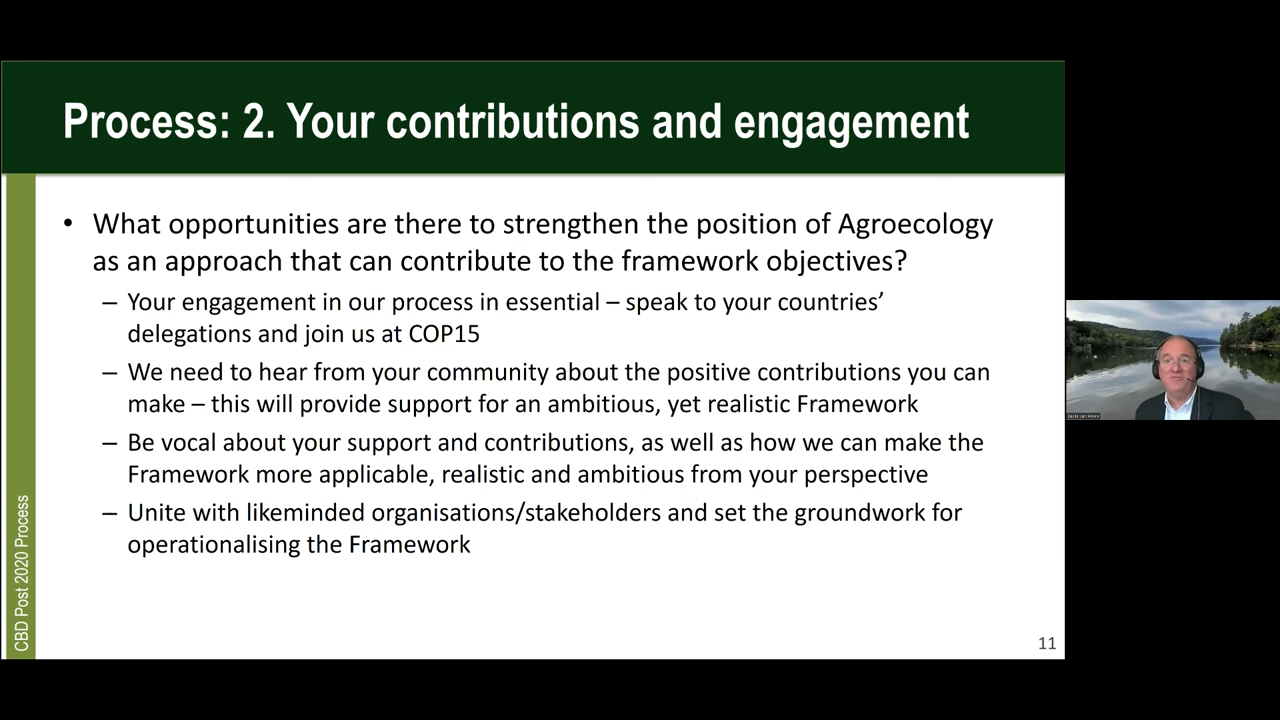 Process: 2. Your contributions and engagement
• What opportunities are there to strengthen the position of Agroecology
as an approach that can contribute to the framework objectives?
– Your engagement in our process in essential – speak to your countries’
delegations and join us at COP15
– We need to hear from your community about the positive contributions you can
make – this will provide support for an ambitious, yet realistic Framework
– Be vocal about your support and contributions, as well as how we can make the
Framework more applicable, realistic and ambitious from your perspective
– Unite with likeminded organisations/stakeholders and set the groundwork for
operationalising the Framework
CBD Post 2020 Process
11